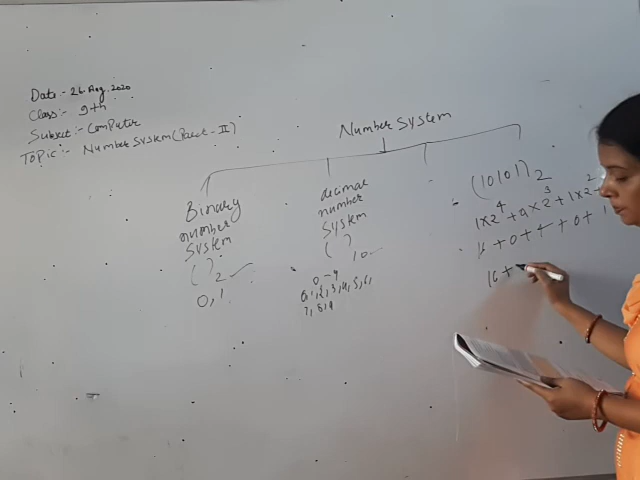 Date:- 26 Aug, 2020
Class:- 9th
Subject:- Computer
Topic:- Number System (Part-II)
Number System
Binary
number
system
( )2
0, 1
decimal
number
system
( )10
0-9
0, 1, 2, 3, 4, 5, 6,
7, 8, 9
(10101)2
1×2⁴ + 0×2³ + 1×2²
16 + 0 + 4 + 0 + 1
16 +